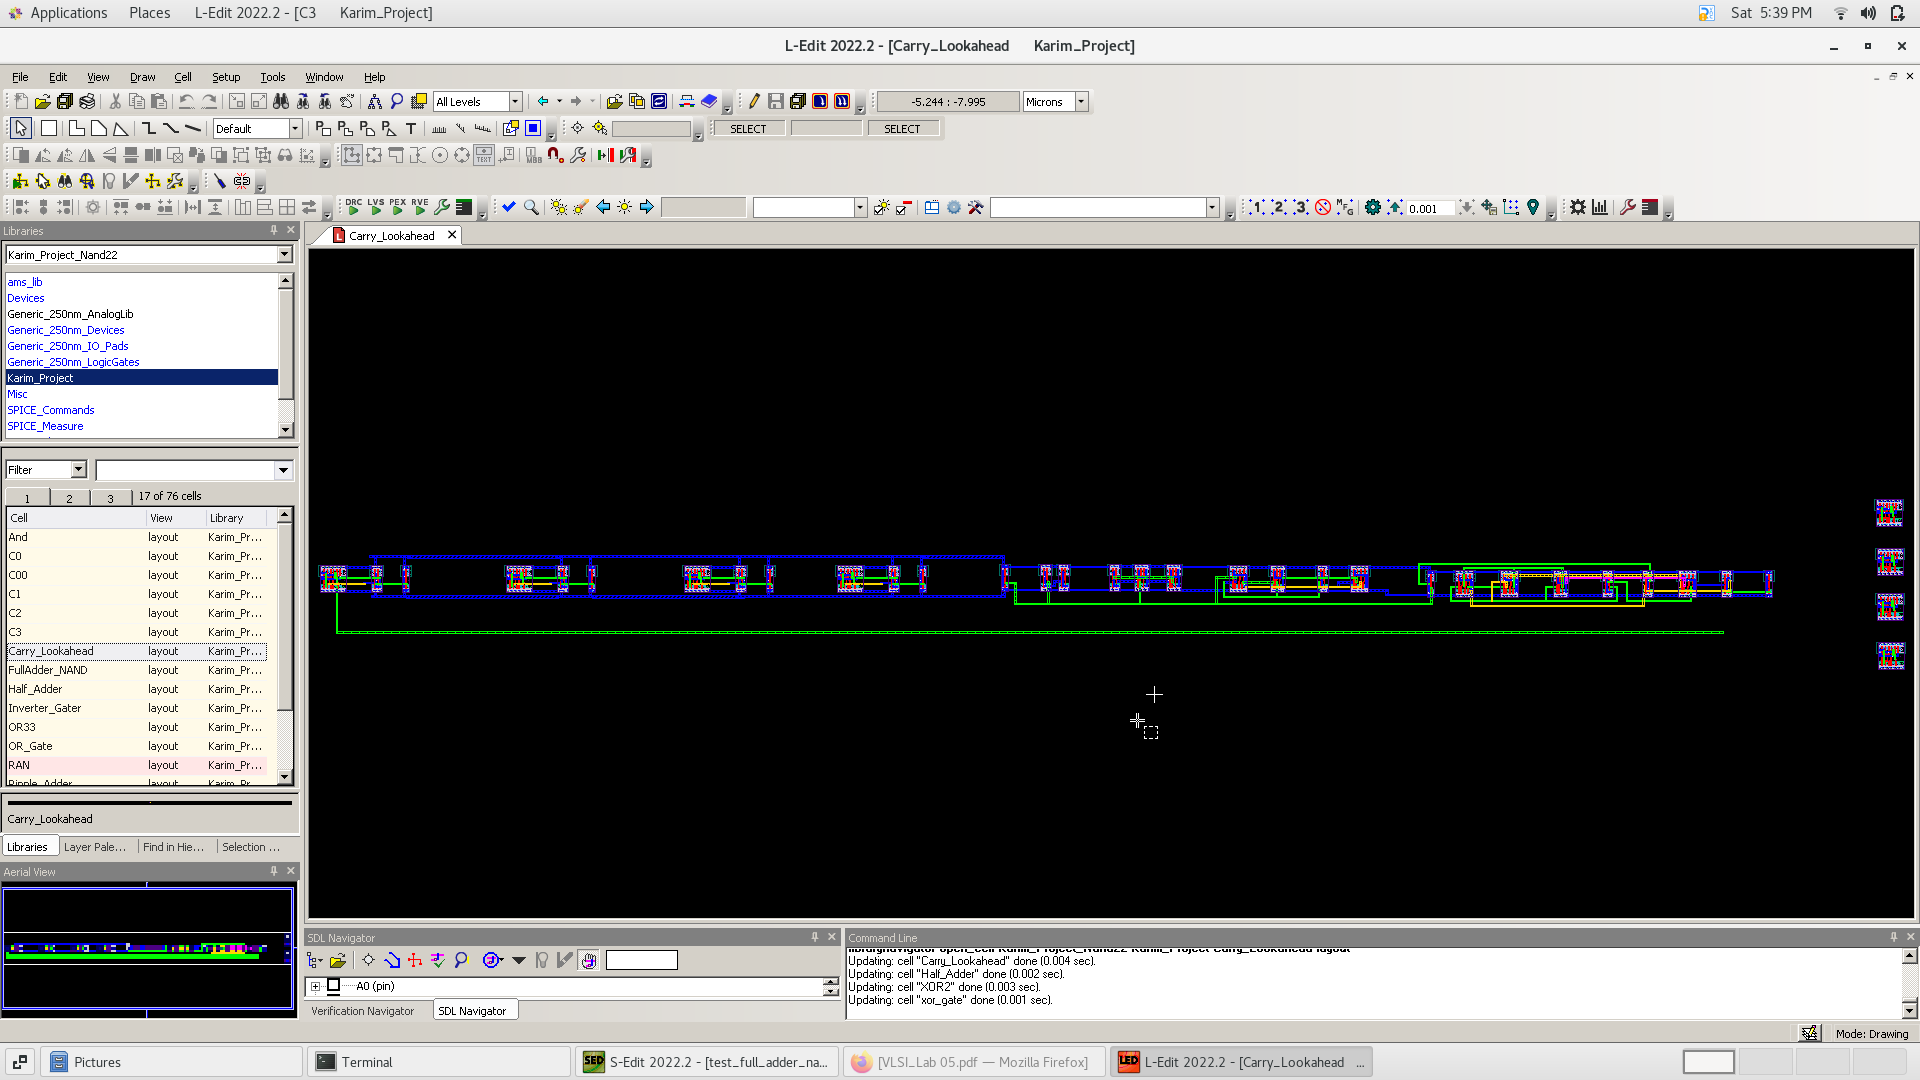 Applications Places L-Edit 2022.2 - [C3 Karim_Project] Sat 5:39 PM
L-Edit 2022.2 - [Carry_Lookahead Karim_Project]
File Edit View Draw Cell Setup Tools Window Help
All Levels -5.244 : -7.995 Microns
Default SELECT SELECT
DRC LVS PEX RVE 0.001
Libraries
Carry_Lookahead
Karim_Project_Nand22
ams_lib
Devices
Generic_250nm_AnalogLib
Generic_250nm_Devices
Generic_250nm_IO_Pads
Generic_250nm_LogicGates
Karim_Project
Misc
SPICE_Commands
SPICE_Measure
Filter
1 2 3 17 of 76 cells
Cell View Library
And layout Karim_Pr...
C0 layout Karim_Pr...
C00 layout Karim_Pr...
C1 layout Karim_Pr...
C2 layout Karim_Pr...
C3 layout Karim_Pr...
Carry_Lookahead layout Karim_Pr...
FullAdder_NAND layout Karim_Pr...
Half_Adder layout Karim_Pr...
Inverter_Gater layout Karim_Pr...
OR33 layout Karim_Pr...
OR_Gate layout Karim_Pr...
RAN layout Karim_Pr...
Ripple_Adder layout Karim_Pr...
Carry_Lookahead
Libraries Layer Pale... Find in Hie... Selection ...
Aerial View
SDL Navigator
A0 (pin)
Verification Navigator SDL Navigator
Command Line
Updating: cell "Carry_Lookahead" done (0.004 sec).
Updating: cell "Half_Adder" done (0.002 sec).
Updating: cell "XOR2" done (0.003 sec).
Updating: cell "xor_gate" done (0.001 sec).
Mode: Drawing
Pictures Terminal S-Edit 2022.2 - [test_full_adder_na... [VLSI_Lab 05.pdf — Mozilla Firefox] L-Edit 2022.2 - [Carry_Lookahead ...